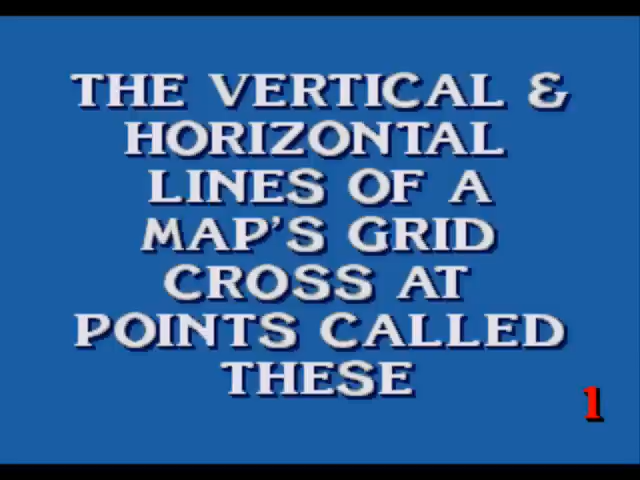 THE VERTICAL &
HORIZONTAL
LINES OF A
MAP'S GRID
CROSS AT
POINTS CALLED
THESE
1